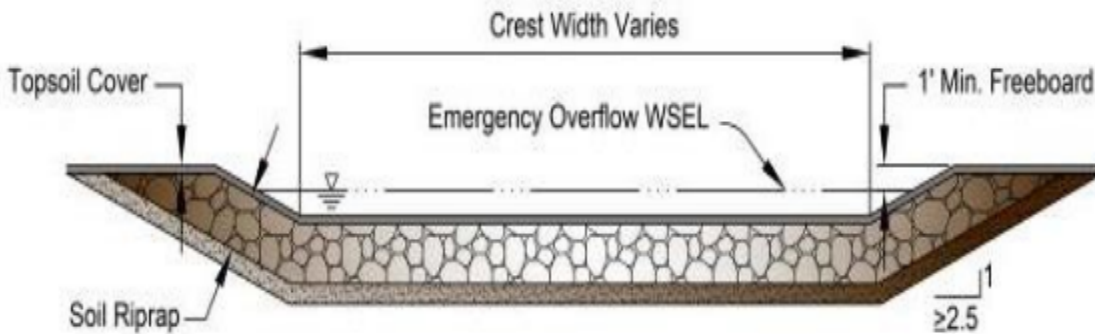 Crest Width Varies
Topsoil Cover
1' Min. Freeboard
Emergency Overflow WSEL
Soil Riprap
1
≥2.5